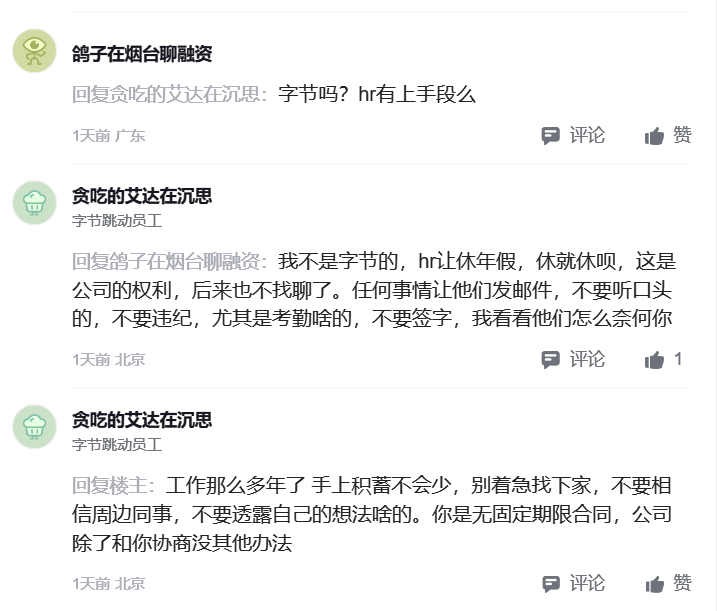 鸽子在烟台聊融资
回复贪吃的艾达在沉思：字节吗？hr有上手段么
1天前 广东
评论
赞
贪吃的艾达在沉思
字节跳动员工
回复鸽子在烟台聊融资：我不是字节的，hr让休年假，休就休呗，这是
公司的权利，后来也不找聊了。任何事情让他们发邮件，不要听口头
的，不要违纪，尤其是考勤啥的，不要签字，我看看他们怎么奈何你
1天前 北京
评论
1
贪吃的艾达在沉思
字节跳动员工
回复楼主：工作那么多年了 手上积蓄不会少，别着急找下家，不要相
信周边同事，不要透露自己的想法啥的。你是无固定期限合同，公司
除了和你协商没其他办法
1天前 北京
评论
赞